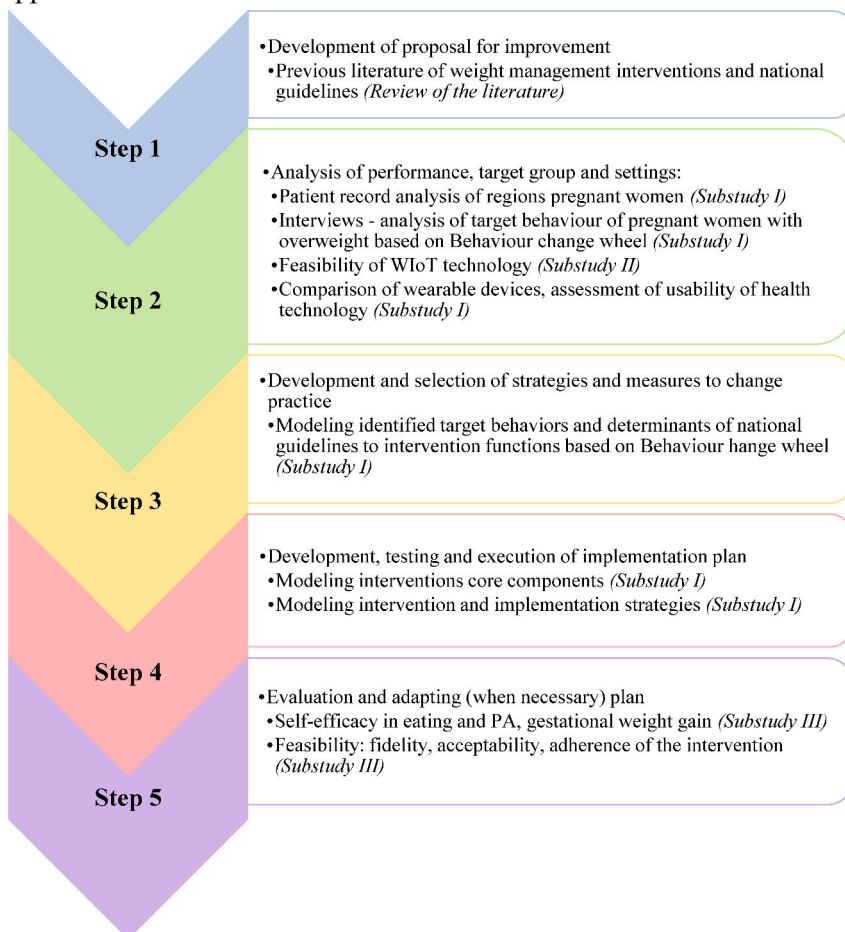 Step 1
•Development of proposal for improvement
•Previous literature of weight management interventions and national
guidelines (Review of the literature)
Step 2
•Analysis of performance, target group and settings:
•Patient record analysis of regions pregnant women (Substudy I)
•Interviews - analysis of target behaviour of pregnant women with
overweight based on Behaviour change wheel (Substudy I)
•Feasibility of WIoT technology (Substudy II)
•Comparison of wearable devices, assessment of usability of health
technology (Substudy I)
Step 3
•Development and selection of strategies and measures to change
practice
•Modeling identified target behaviors and determinants of national
guidelines to intervention functions based on Behaviour hange wheel
(Substudy I)
Step 4
•Development, testing and execution of implementation plan
•Modeling interventions core components (Substudy I)
•Modeling intervention and implementation strategies (Substudy I)
Step 5
•Evaluation and adapting (when necessary) plan
•Self-efficacy in eating and PA, gestational weight gain (Substudy III)
•Feasibility: fidelity, acceptability, adherence of the intervention
(Substudy III)